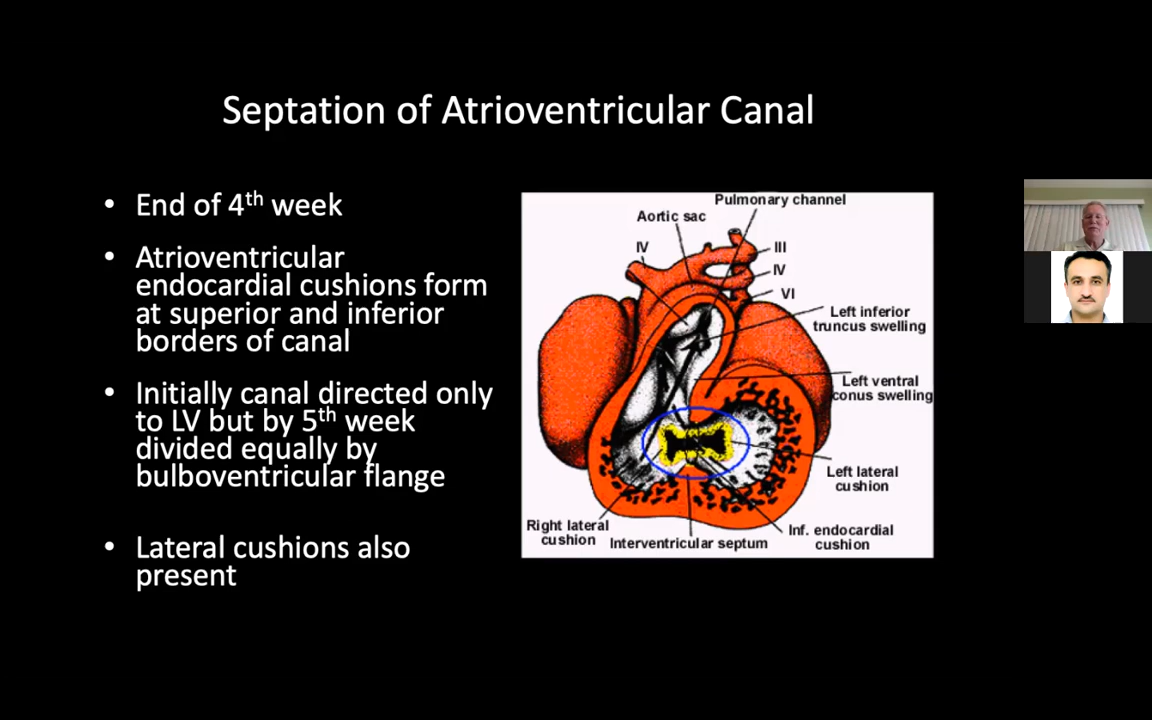 Septation of Atrioventricular Canal
• End of 4th week
• Atrioventricular
endocardial cushions form
at superior and inferior
borders of canal
• Initially canal directed only
to LV but by 5th week
divided equally by
bulboventricular flange
• Lateral cushions also
present
Pulmonary channel
Aortic sac
IV
III
IV
VI
Left inferior
truncus swelling
Left ventral
conus swelling
Left lateral
cushion
Right lateral
cushion
Interventricular septum
Inf. endocardial
cushion